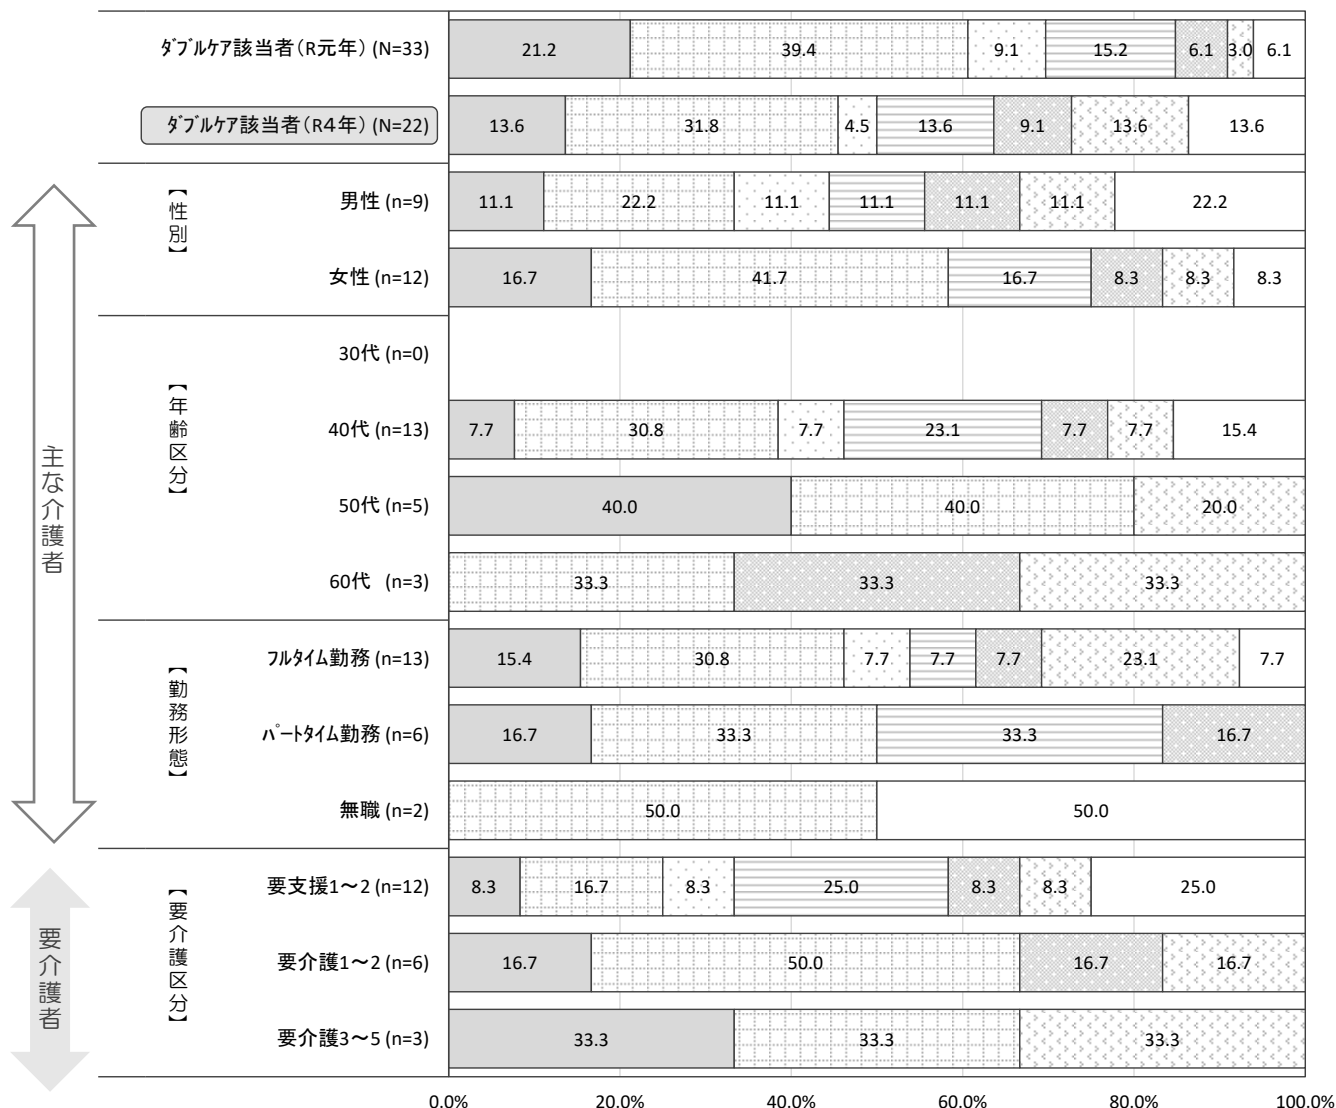 ﾀﾞﾌﾞﾙｹｱ該当者（R元年） (N=33)
21.2 39.4 9.1 15.2 6.1 3.0 6.1
ﾀﾞﾌﾞﾙｹｱ該当者（R４年） (N=22)
13.6 31.8 4.5 13.6 9.1 13.6 13.6
主な介護者
【性別】
男性 (n=9)
11.1 22.2 11.1 11.1 11.1 11.1 22.2
女性 (n=12)
16.7 41.7 16.7 8.3 8.3 8.3
【年齢区分】
30代 (n=0)
40代 (n=13)
7.7 30.8 7.7 23.1 7.7 7.7 15.4
50代 (n=5)
40.0 40.0 20.0
60代 (n=3)
33.3 33.3 33.3
【勤務形態】
ﾌﾙﾀｲﾑ勤務 (n=13)
15.4 30.8 7.7 7.7 7.7 23.1 7.7
ﾊﾟｰﾄﾀｲﾑ勤務 (n=6)
16.7 33.3 33.3 16.7
無職 (n=2)
50.0 50.0
要介護者
【要介護区分】
要支援1～2 (n=12)
8.3 16.7 8.3 25.0 8.3 8.3 25.0
要介護1～2 (n=6)
16.7 50.0 16.7 16.7
要介護3～5 (n=3)
33.3 33.3 33.3
0.0% 20.0% 40.0% 60.0% 80.0% 100.0%